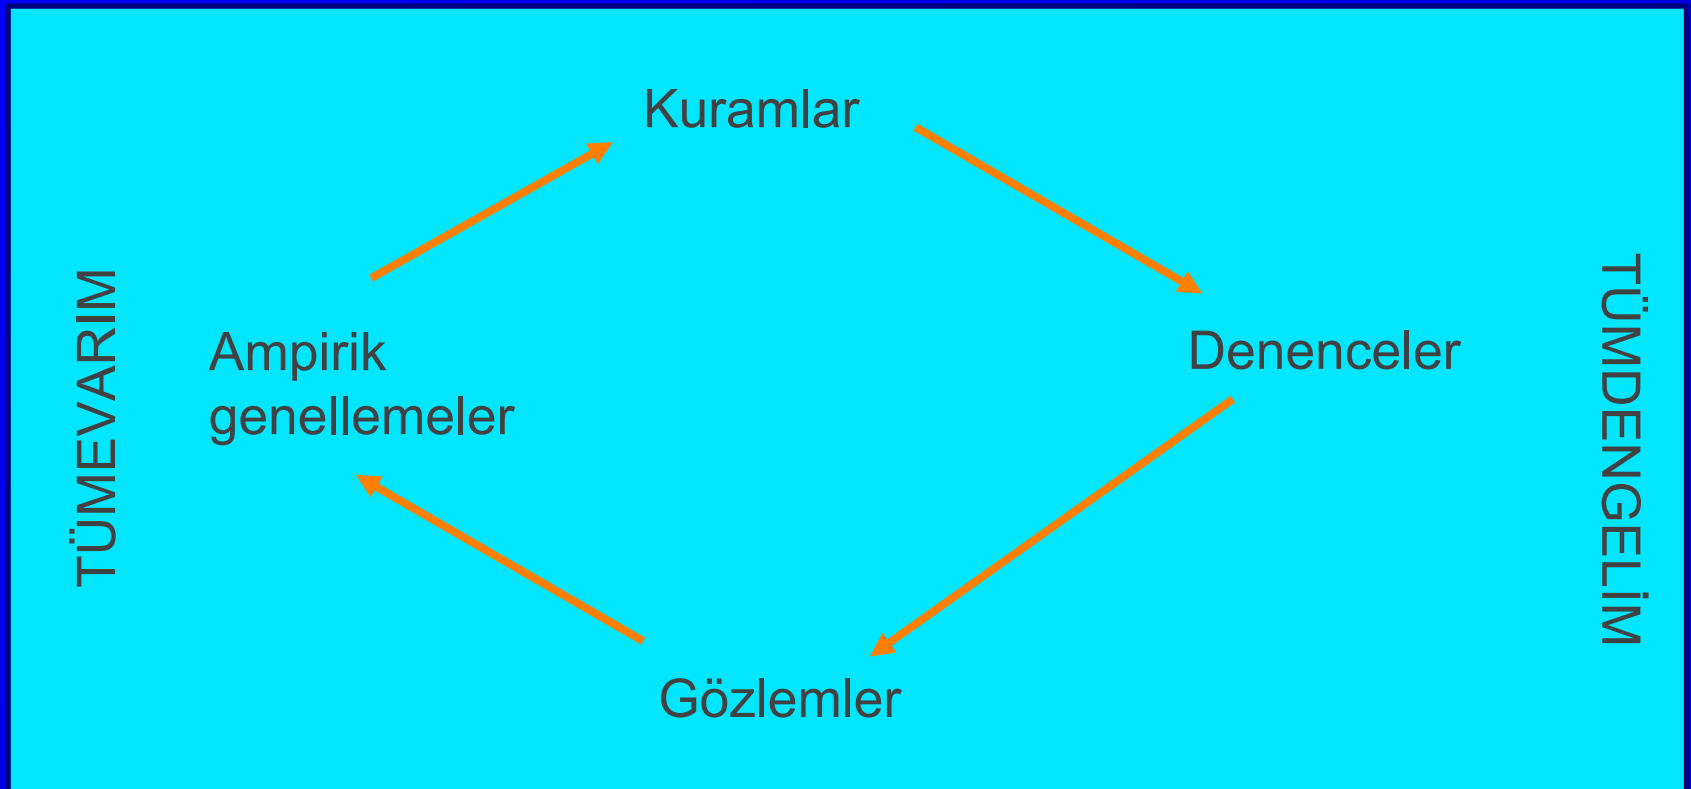 Kuramlar
TÜMEVARIM
Ampirik
genellemeler
Denenceler
TÜMDENGELİM
Gözlemler